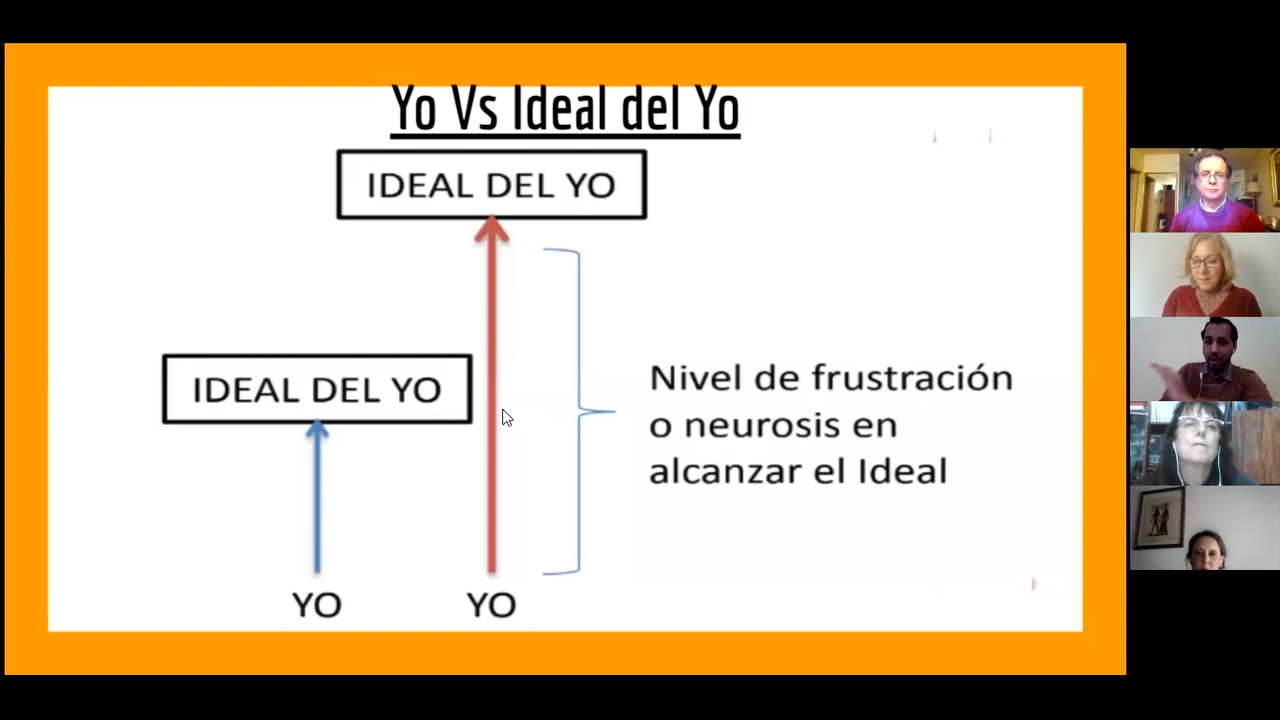 Yo Vs Ideal del Yo
IDEAL DEL YO
IDEAL DEL YO
Nivel de frustración
o neurosis en
alcanzar el Ideal
YO
YO